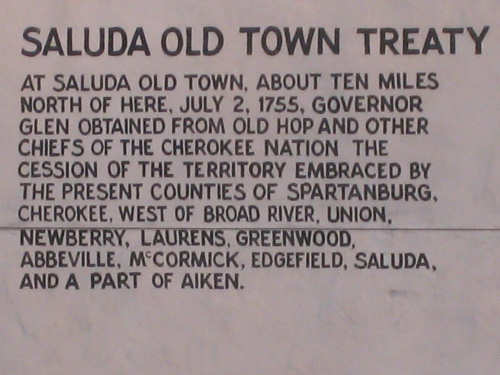 SALUDA OLD TOWN TREATY
AT SALUDA OLD TOWN, ABOUT TEN MILES
NORTH OF HERE, JULY 2, 1755, GOVERNOR
GLEN OBTAINED FROM OLD HOP AND OTHER
CHIEFS OF THE CHEROKEE NATION THE
CESSION OF THE TERRITORY EMBRACED BY
THE PRESENT COUNTIES OF SPARTANBURG,
CHEROKEE, WEST OF BROAD RIVER, UNION,
NEWBERRY, LAURENS, GREENWOOD,
ABBEVILLE, McCORMICK, EDGEFIELD, SALUDA,
AND A PART OF AIKEN.